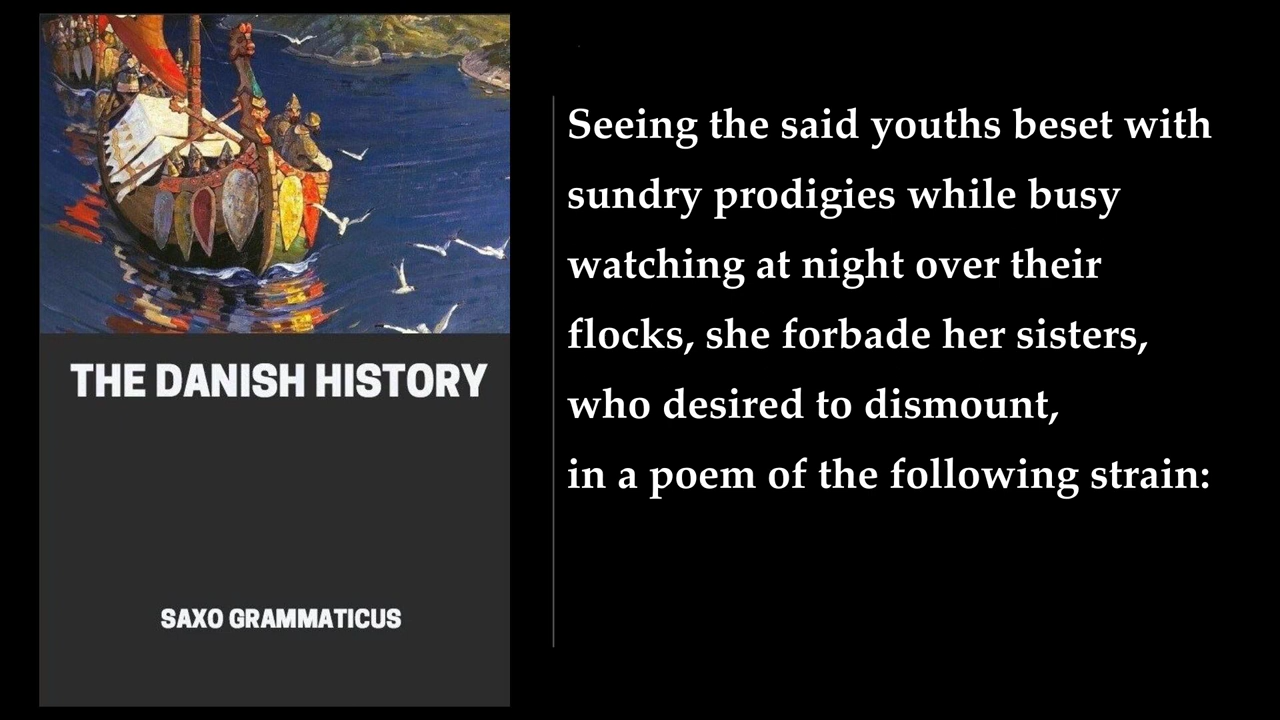 THE DANISH HISTORY
SAXO GRAMMATICUS
Seeing the said youths beset with
sundry prodigies while busy
watching at night over their
flocks, she forbade her sisters,
who desired to dismount,
in a poem of the following strain: